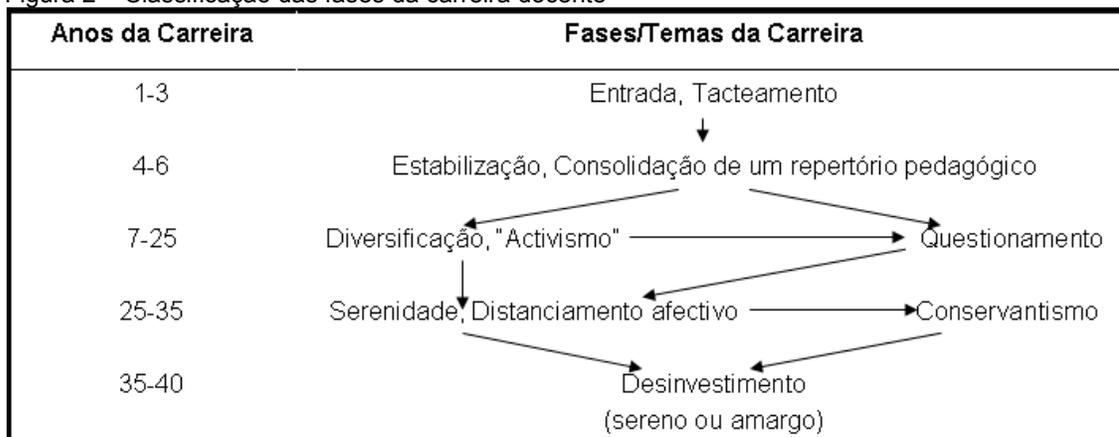 Anos da Carreira Fases/Temas da Carreira
1-3 Entrada, Tacteamento
4-6 Estabilização, Consolidação de um repertório pedagógico
7-25 Diversificação, "Activismo" Questionamento
25-35 Serenidade, Distanciamento afectivo Conservantismo
35-40 Desinvestimento
(sereno ou amargo)